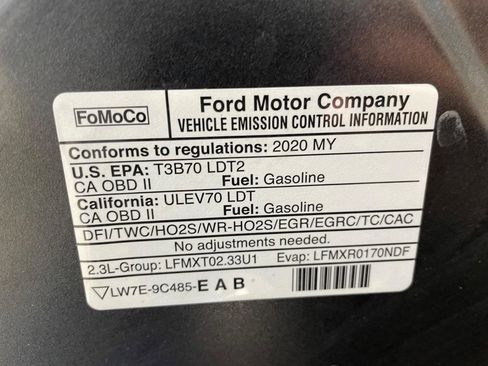 FoMoCo
Ford Motor Company
VEHICLE EMISSION CONTROL INFORMATION
Conforms to regulations: 2020 MY
U.S. EPA: T3B70 LDT2
CA OBD II Fuel: Gasoline
California: ULEV70 LDT
CA OBD II Fuel: Gasoline
DFI/TWC/HO2S/WR-HO2S/EGR/EGRC/TC/CAC
No adjustments needed.
2.3L-Group: LFMXT02.33U1 Evap: LFMXR0170NDF
LW7E-9C485-E A B